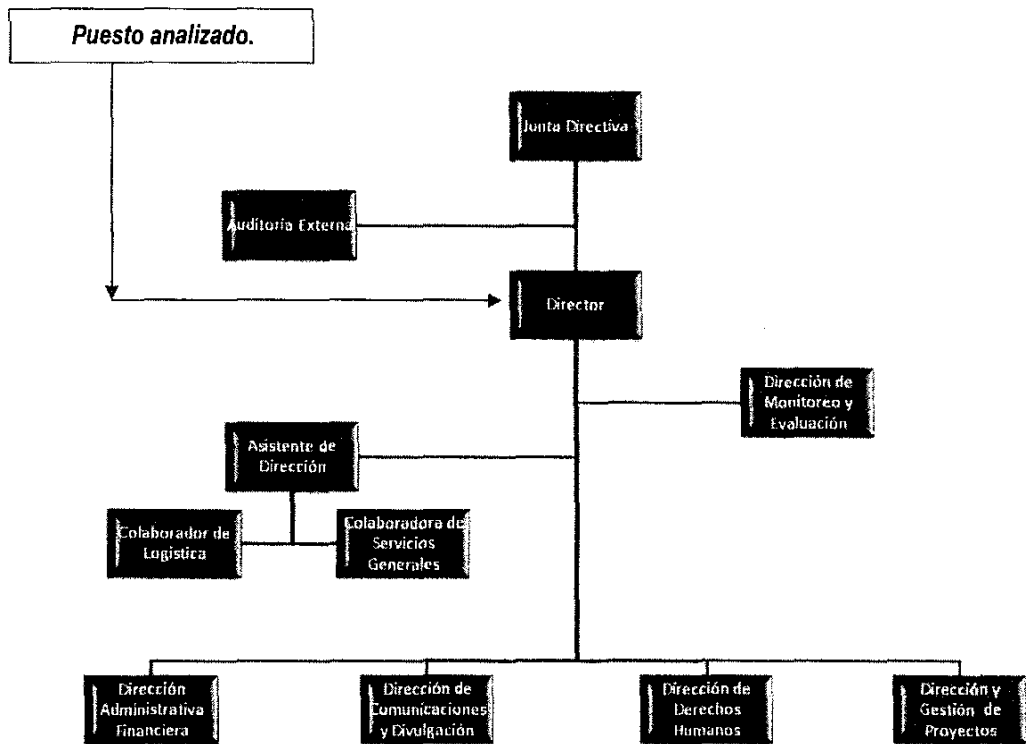 Puesto analizado.
Junta Directiva
Auditoría Externa
Director
Dirección de
Monitoreo y
Evaluación
Asistente de
Dirección
Colaborador de
Logística
Colaboradora de
Servicios
Generales
Dirección
Administrativa
Financiera
Dirección de
Comunicaciones
y Divulgación
Dirección de
Derechos
Humanos
Dirección y
Gestión de
Proyectos